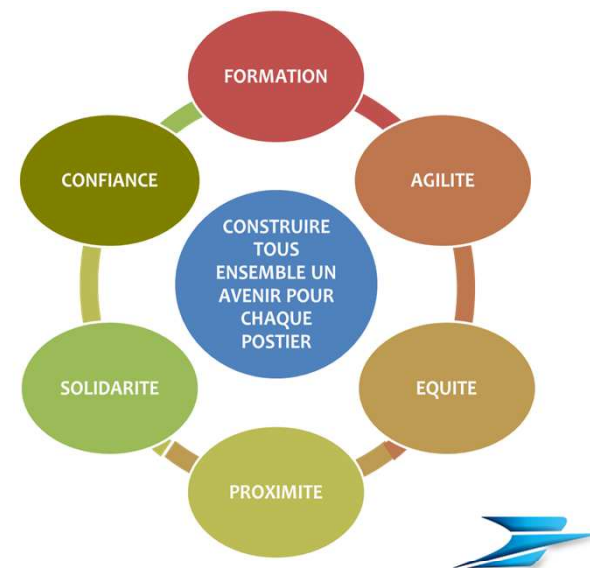 FORMATION
CONFIANCE
AGILITE
CONSTRUIRE
TOUS
ENSEMBLE UN
AVENIR POUR
CHAQUE
POSTIER
SOLIDARITE
EQUITE
PROXIMITE